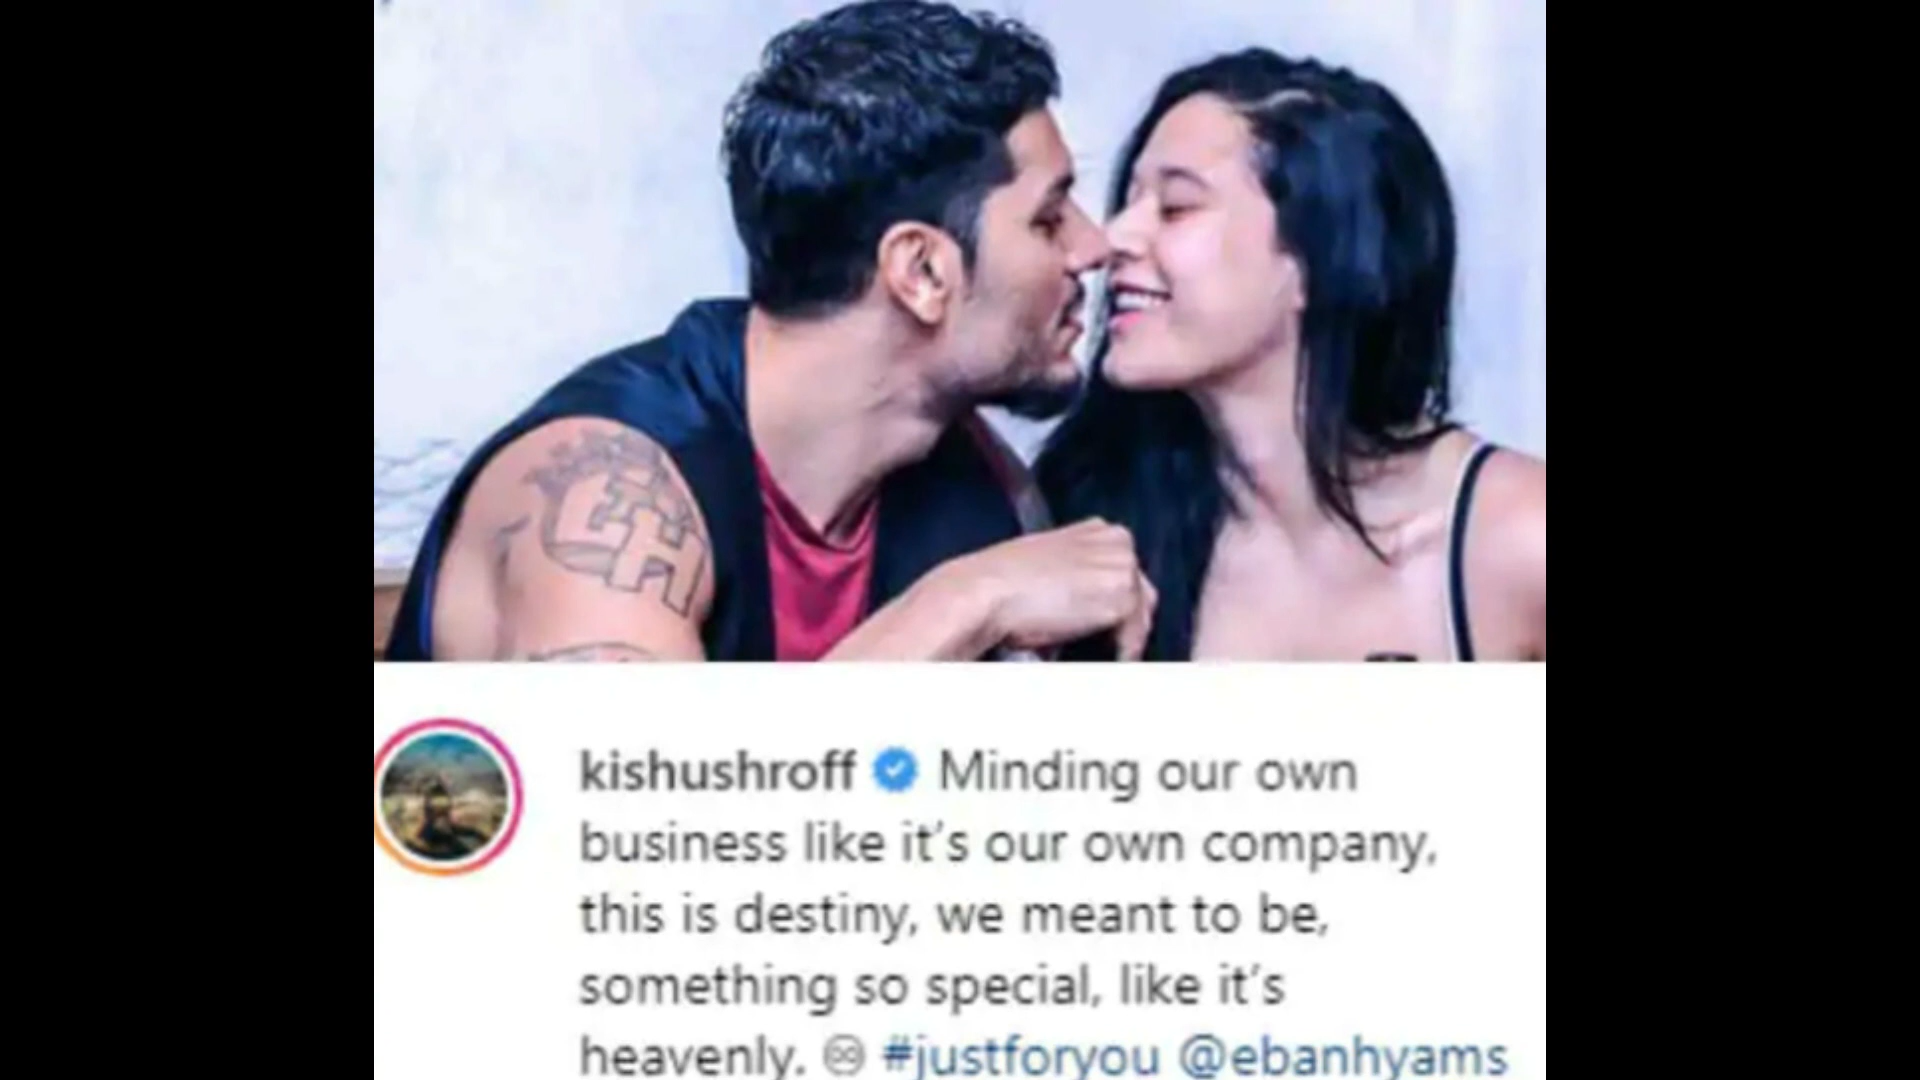 EH
kishushroff Minding our own
business like it's our own company,
this is destiny, we meant to be,
something so special, like it's
heavenly. ♾ #justforyou @ebanhyams